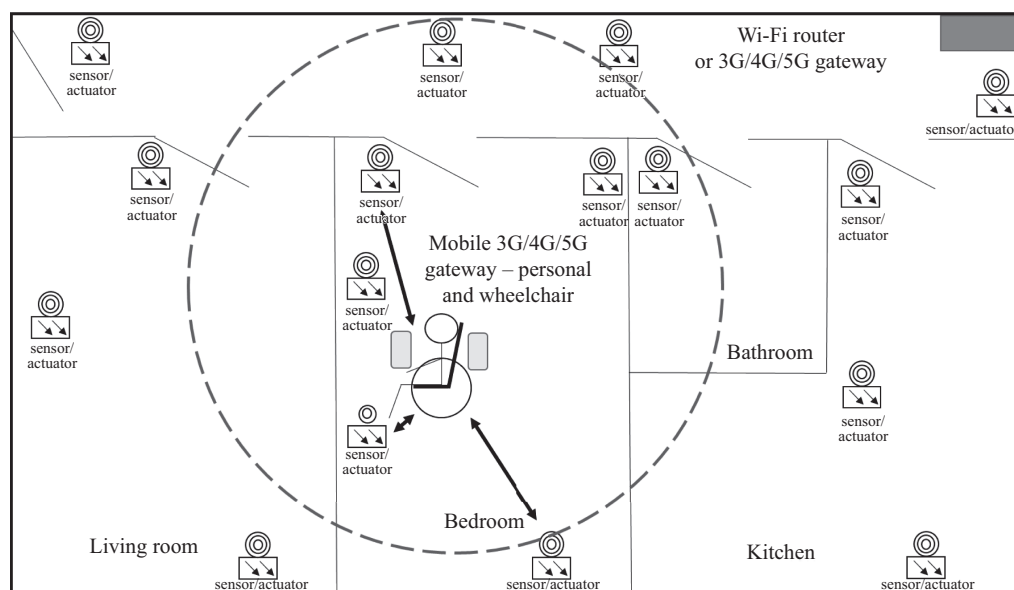 sensor/
actuator
sensor/
actuator
sensor/
actuator
Wi-Fi router
or 3G/4G/5G gateway
sensor/actuator
sensor/
actuator
sensor/
actuator
sensor/
actuator
sensor/
actuator
sensor/
actuator
Mobile 3G/4G/5G
gateway – personal
and wheelchair
sensor/
actuator
sensor/
actuator
Bathroom
sensor/
actuator
sensor/
actuator
Bedroom
Living room
Kitchen
sensor/actuator
sensor/actuator
sensor/actuator